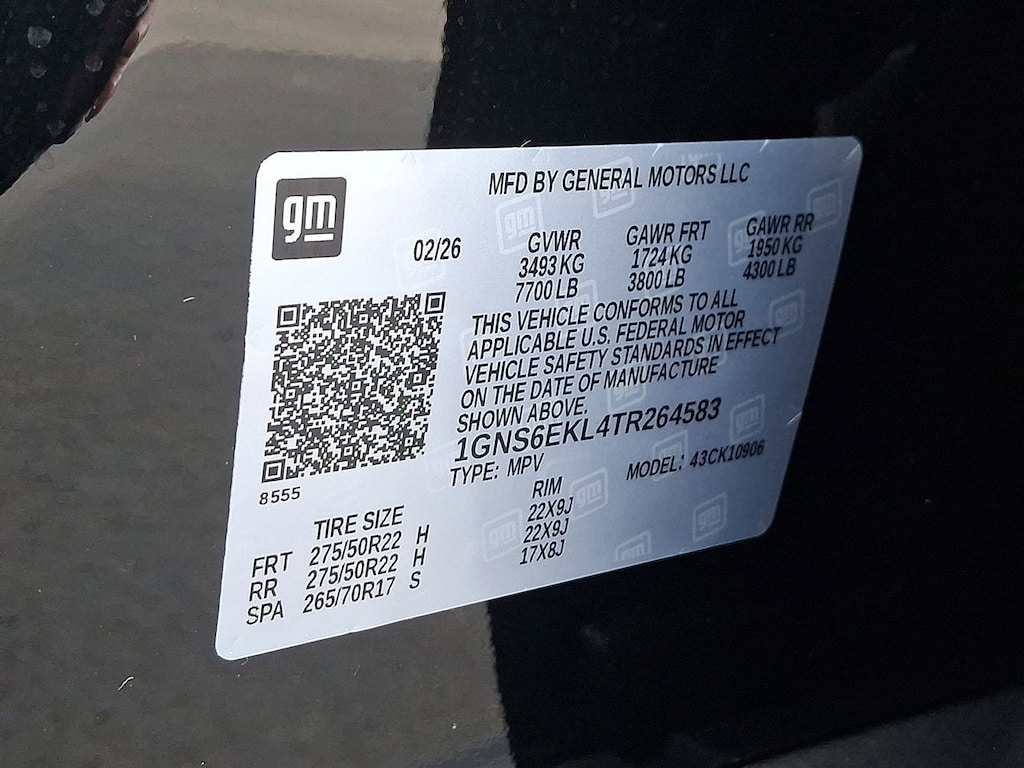 gm
MFD BY GENERAL MOTORS LLC
02/26
GVWR GAWR FRT GAWR RR
3493 KG 1724 KG 1950 KG
7700 LB 3800 LB 4300 LB
THIS VEHICLE CONFORMS TO ALL
APPLICABLE U.S. FEDERAL MOTOR
VEHICLE SAFETY STANDARDS IN EFFECT
ON THE DATE OF MANUFACTURE
SHOWN ABOVE.
1GNS6EKL4TR264583
TYPE: MPV MODEL: 43CK10906
8555
TIRE SIZE RIM
FRT 275/50R22 H 22X9J
RR 275/50R22 H 22X9J
SPA 265/70R17 S 17X8J